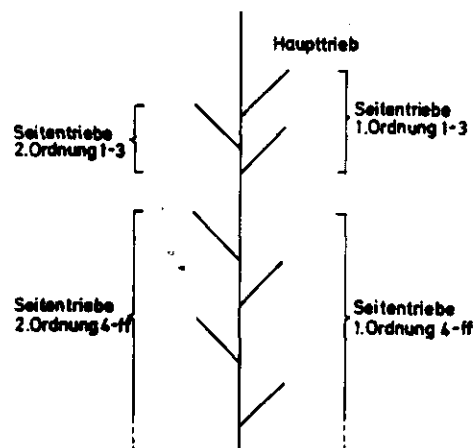 Haupttrieb
Seitentriebe
1.Ordnung 1-3
Seitentriebe
2.Ordnung 1-3
Seitentriebe
2.Ordnung 4-ff
Seitentriebe
1.Ordnung 4-ff